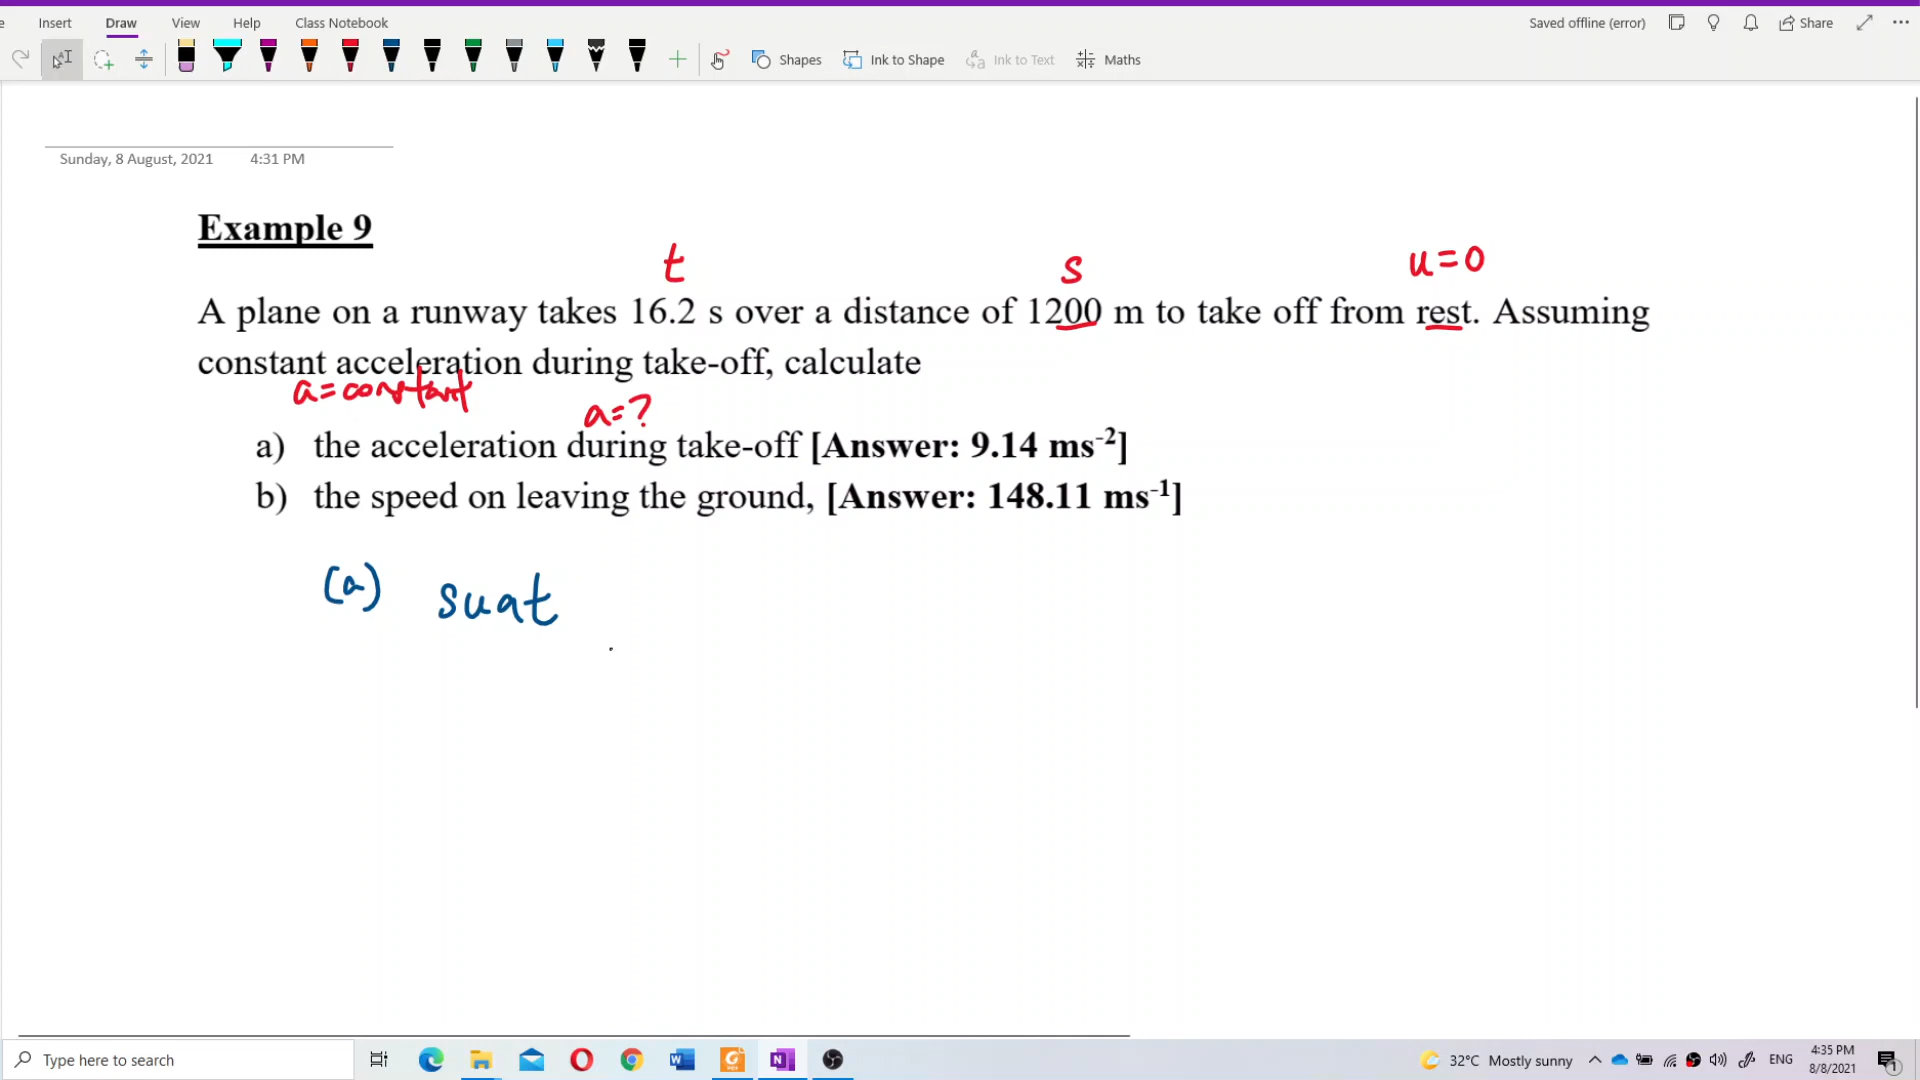 Insert Draw View Help Class Notebook Saved offline (error) Share
Shapes Ink to Shape Ink to Text Maths
Sunday, 8 August, 2021 4:31 PM
Example 9
t s u=0
A plane on a runway takes 16.2 s over a distance of 1200 m to take off from rest. Assuming
constant acceleration during take-off, calculate
a=constant
a=?
a) the acceleration during take-off [Answer: 9.14 ms⁻²]
b) the speed on leaving the ground, [Answer: 148.11 ms⁻¹]
(a) suat
Type here to search 32°C Mostly sunny ENG 4:35 PM
8/8/2021